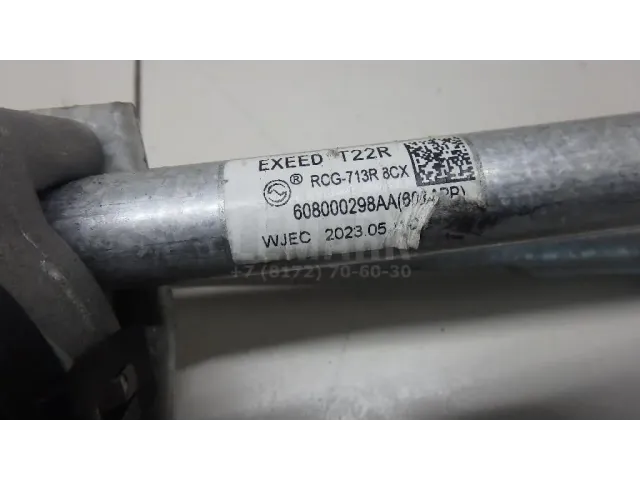 EXEED T22R
® RCG-713R 8CX
608000298AA
WJEC 2023.05
+7 (8172) 70-60-30